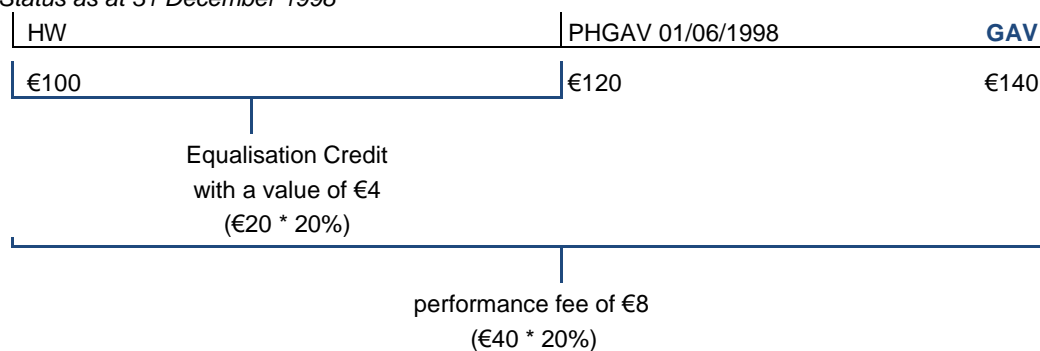 Status as at 31 December 1998
HW PHGAV 01/06/1998 GAV
€100 €120 €140
Equalisation Credit
with a value of €4
(€20 * 20%)
performance fee of €8
(€40 * 20%)